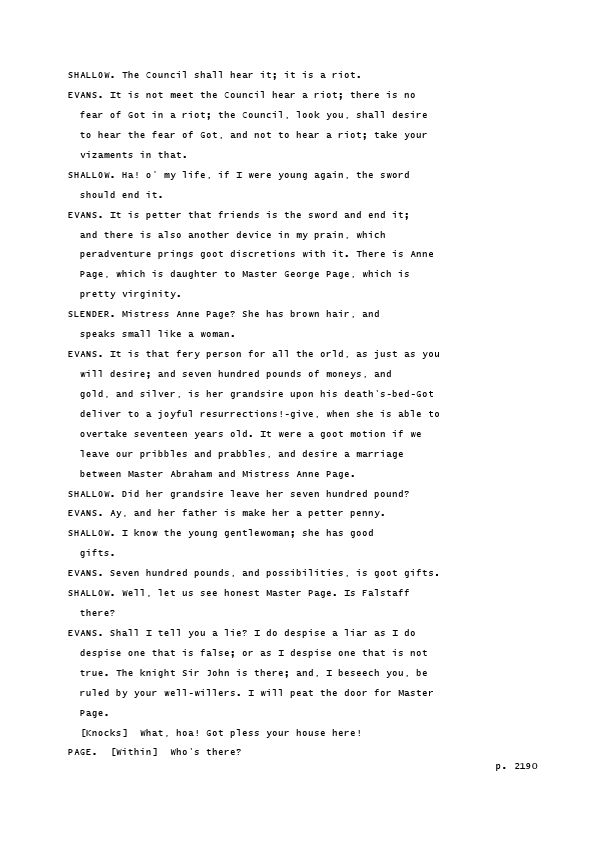 SHALLOW. The Council shall hear it; it is a riot.
EVANS. It is not meet the Council hear a riot; there is no
fear of Got in a riot; the Council, look you, shall desire
to hear the fear of Got, and not to hear a riot; take your
vizaments in that.
SHALLOW. Ha! o' my life, if I were young again, the sword
should end it.
EVANS. It is petter that friends is the sword and end it;
and there is also another device in my prain, which
peradventure prings goot discretions with it. There is Anne
Page, which is daughter to Master George Page, which is
pretty virginity.
SLENDER. Mistress Anne Page? She has brown hair, and
speaks small like a woman.
EVANS. It is that fery person for all the orld, as just as you
will desire; and seven hundred pounds of moneys, and
gold, and silver, is her grandsire upon his death's-bed-Got
deliver to a joyful resurrections!-give, when she is able to
overtake seventeen years old. It were a goot motion if we
leave our pribbles and prabbles, and desire a marriage
between Master Abraham and Mistress Anne Page.
SHALLOW. Did her grandsire leave her seven hundred pound?
EVANS. Ay, and her father is make her a petter penny.
SHALLOW. I know the young gentlewoman; she has good
gifts.
EVANS. Seven hundred pounds, and possibilities, is goot gifts.
SHALLOW. Well, let us see honest Master Page. Is Falstaff
there?
EVANS. Shall I tell you a lie? I do despise a liar as I do
despise one that is false; or as I despise one that is not
true. The knight Sir John is there; and, I beseech you, be
ruled by your well-willers. I will peat the door for Master
Page.
[Knocks]  What, hoa! Got pless your house here!
PAGE.  [Within]  Who's there?
p. 2190